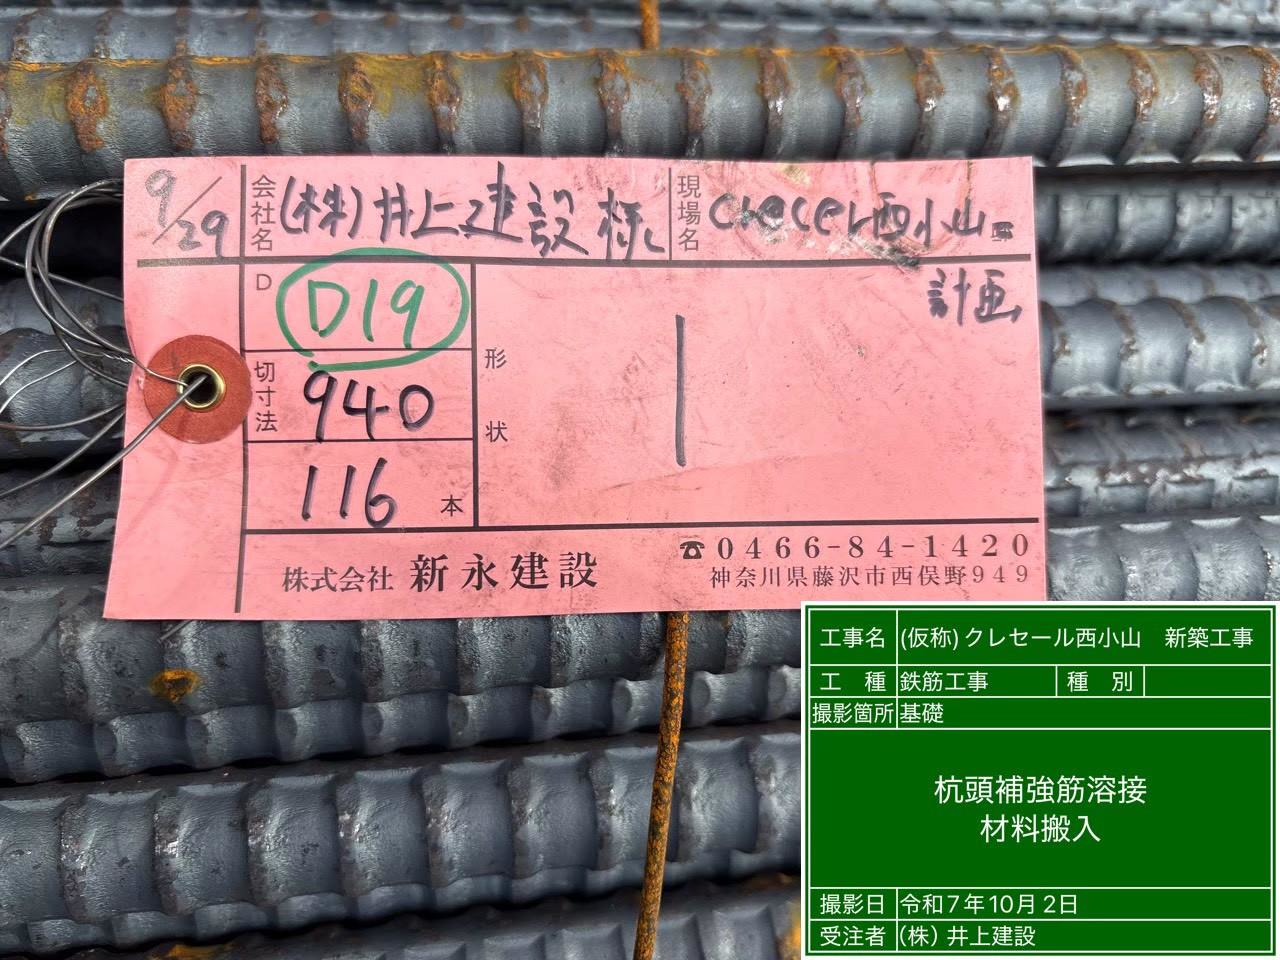 9/29
会社名 (株)井上建設 様
現場名 crecer西小山
計画
D D19
切寸法 940
116 本
形状
株式会社 新永建設
☎0466-84-1420
神奈川県藤沢市西俣野949
工事名 (仮称) クレセール西小山 新築工事
工 種 鉄筋工事 種 別
撮影箇所 基礎
杭頭補強筋溶接
材料搬入
撮影日 令和7年10月 2日
受注者 (株) 井上建設